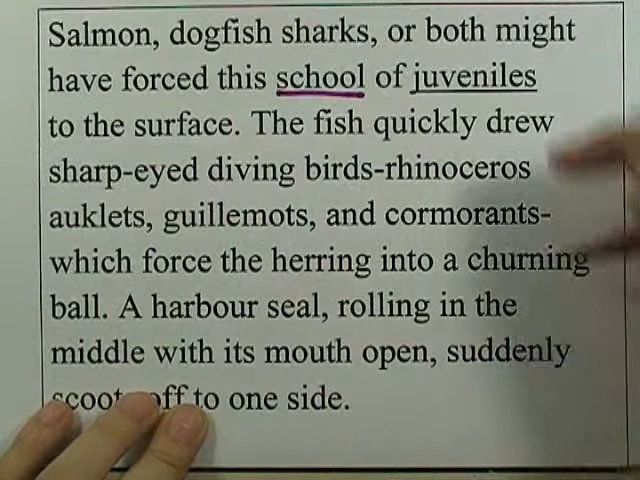 Salmon, dogfish sharks, or both might
have forced this school of juveniles
to the surface. The fish quickly drew
sharp-eyed diving birds-rhinoceros
auklets, guillemots, and cormorants-
which force the herring into a churning
ball. A harbour seal, rolling in the
middle with its mouth open, suddenly
scoots off to one side.